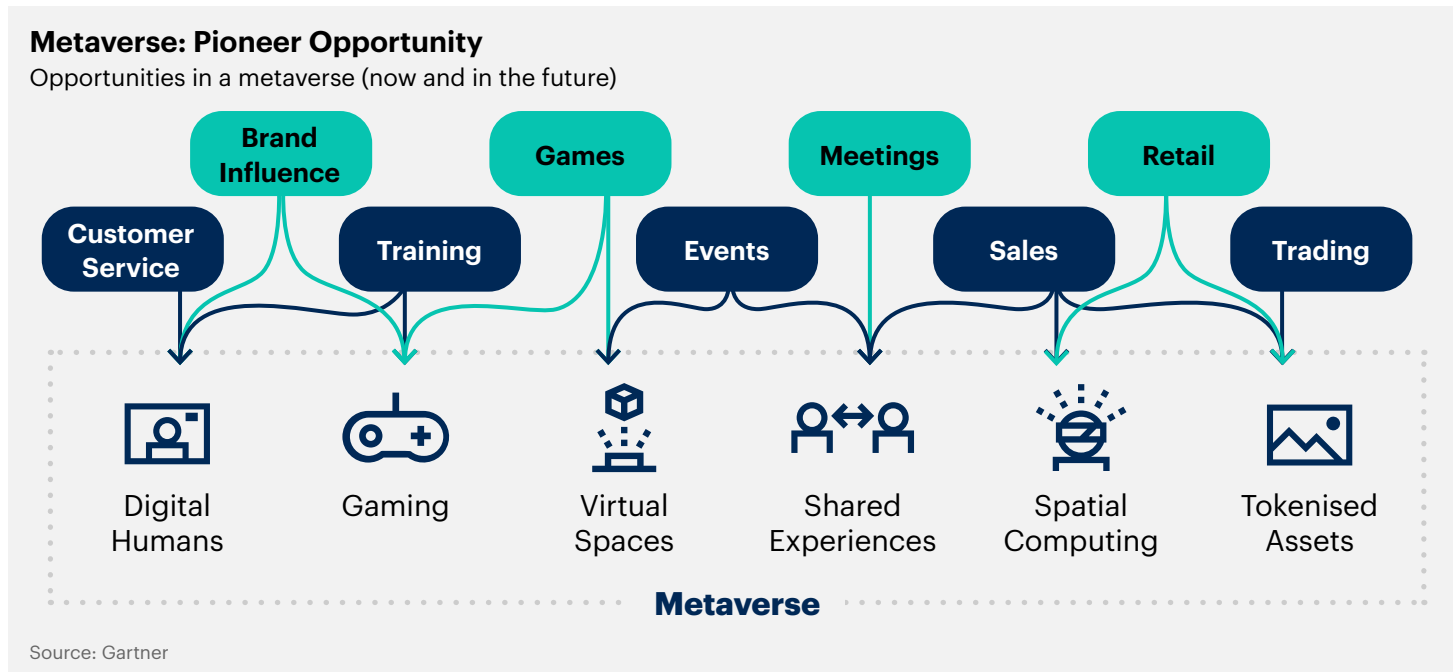 Metaverse: Pioneer Opportunity
Opportunities in a metaverse (now and in the future)
Brand
Influence
Games
Meetings
Retail
Customer
Service
Training
Events
Sales
Trading
Digital
Humans
Gaming
Virtual
Spaces
Shared
Experiences
Spatial
Computing
Tokenised
Assets
Metaverse
Source: Gartner